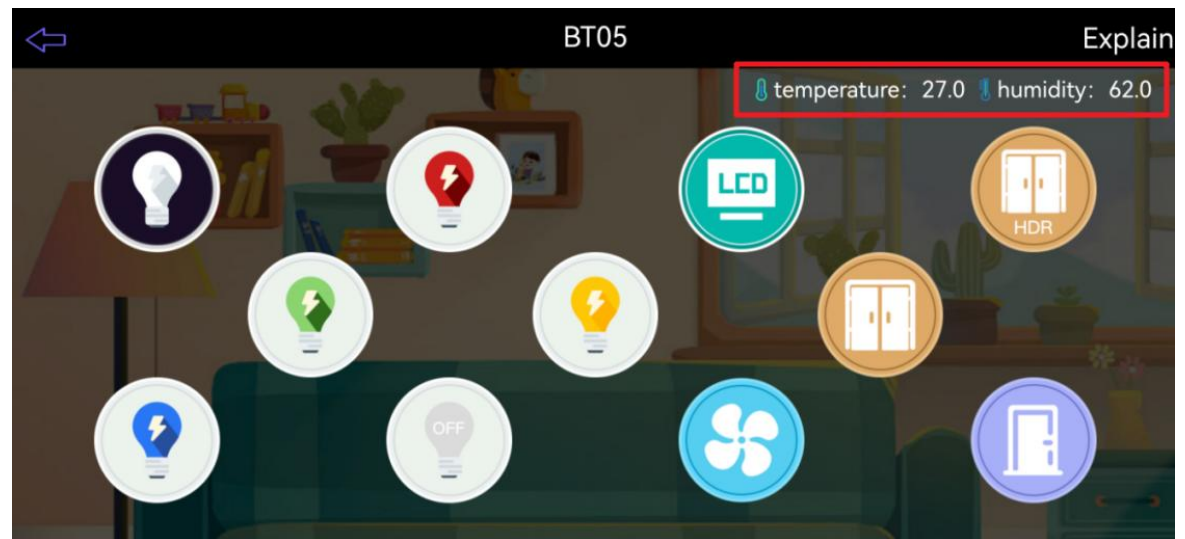 BT05
Explain
temperature: 27.0 humidity: 62.0
LCD
HDR
OFF